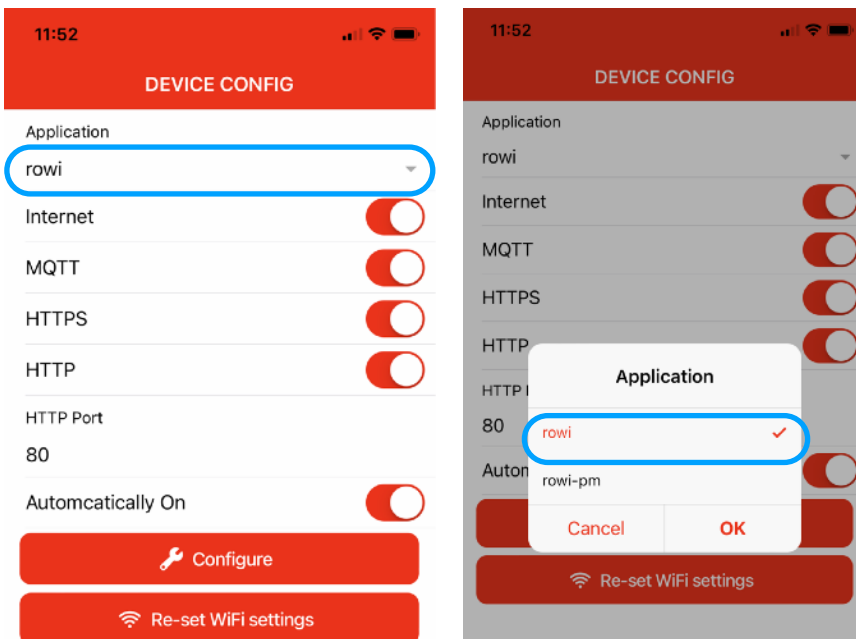 11:52
DEVICE CONFIG
Application
rowi
Internet
MQTT
HTTPS
HTTP
HTTP Port
80
Automcatically On
Configure
Re-set WiFi settings
11:52
DEVICE CONFIG
Application
rowi
Internet
MQTT
HTTPS
HTTP
HTTP
80
Autom
Application
rowi
rowi-pm
Cancel
OK
Re-set WiFi settings